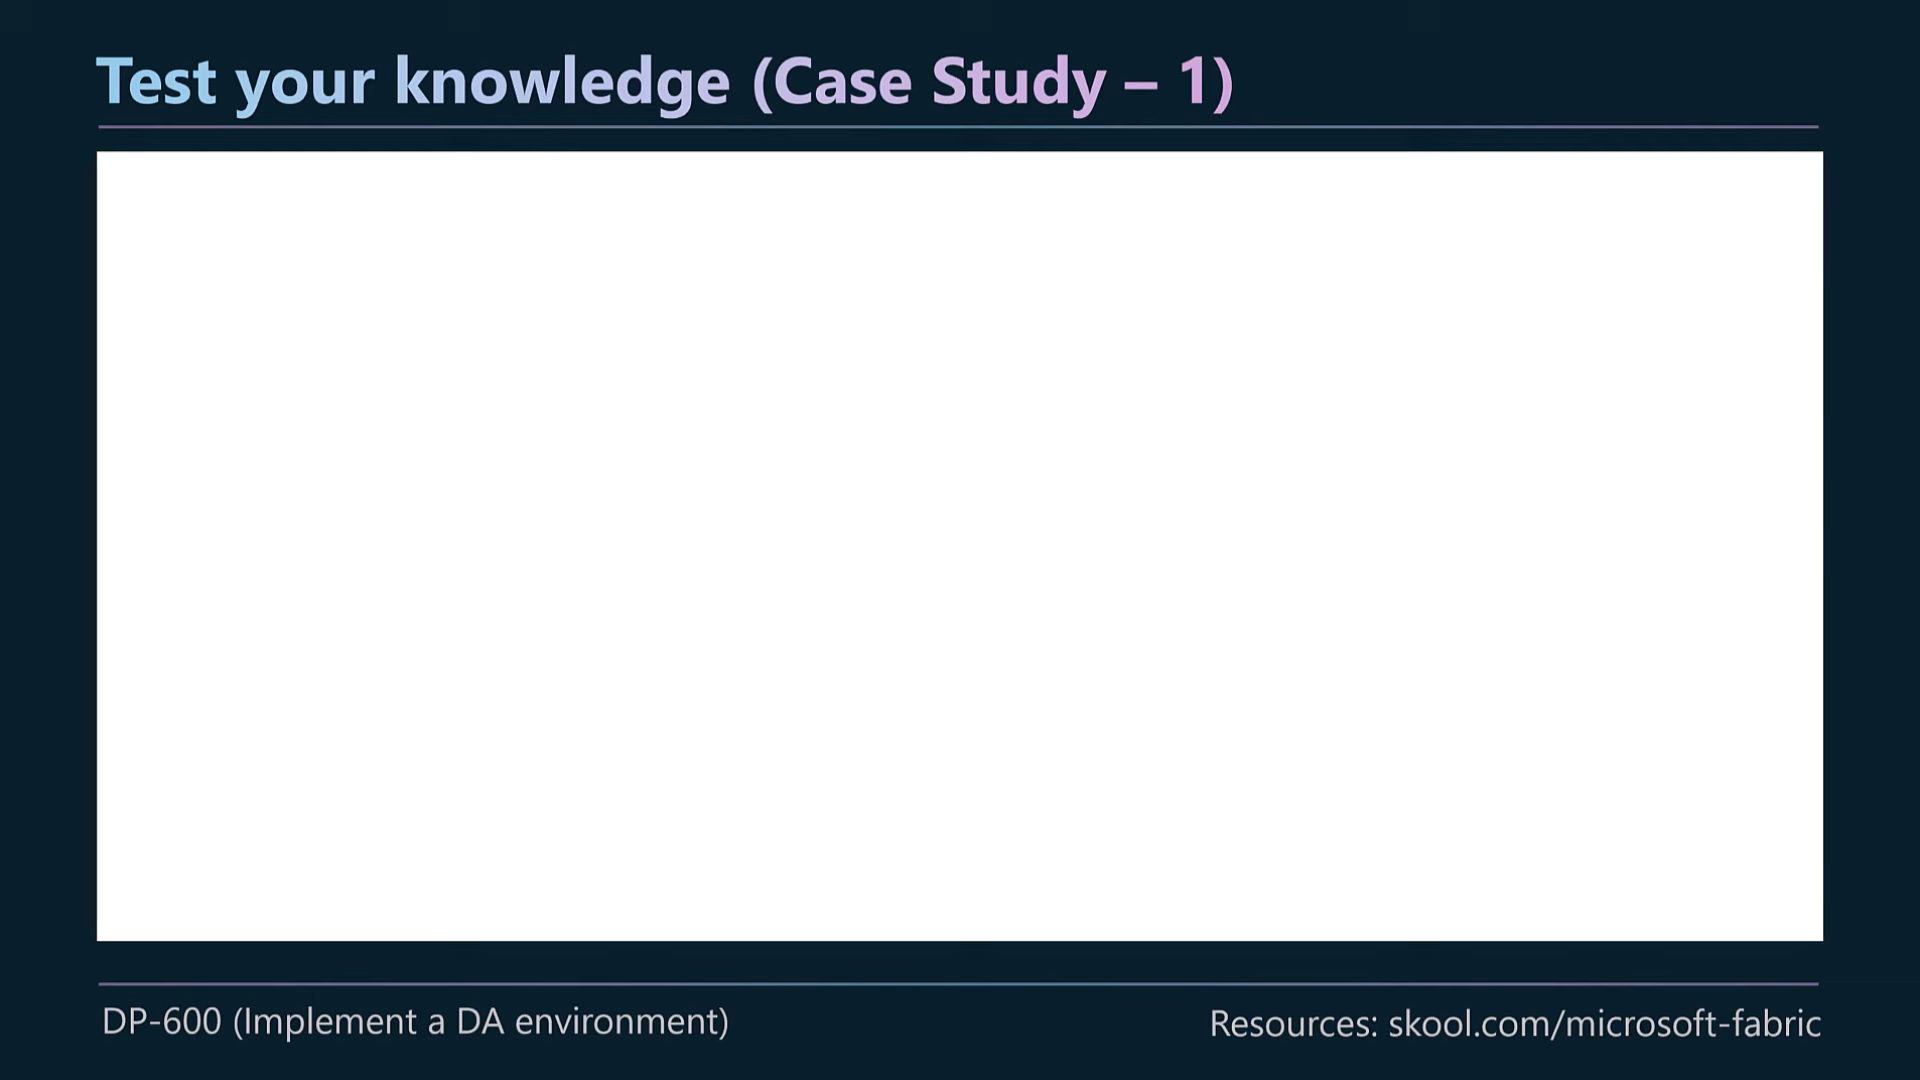 Test your knowledge (Case Study – 1)
DP-600 (Implement a DA environment)
Resources: skool.com/microsoft-fabric